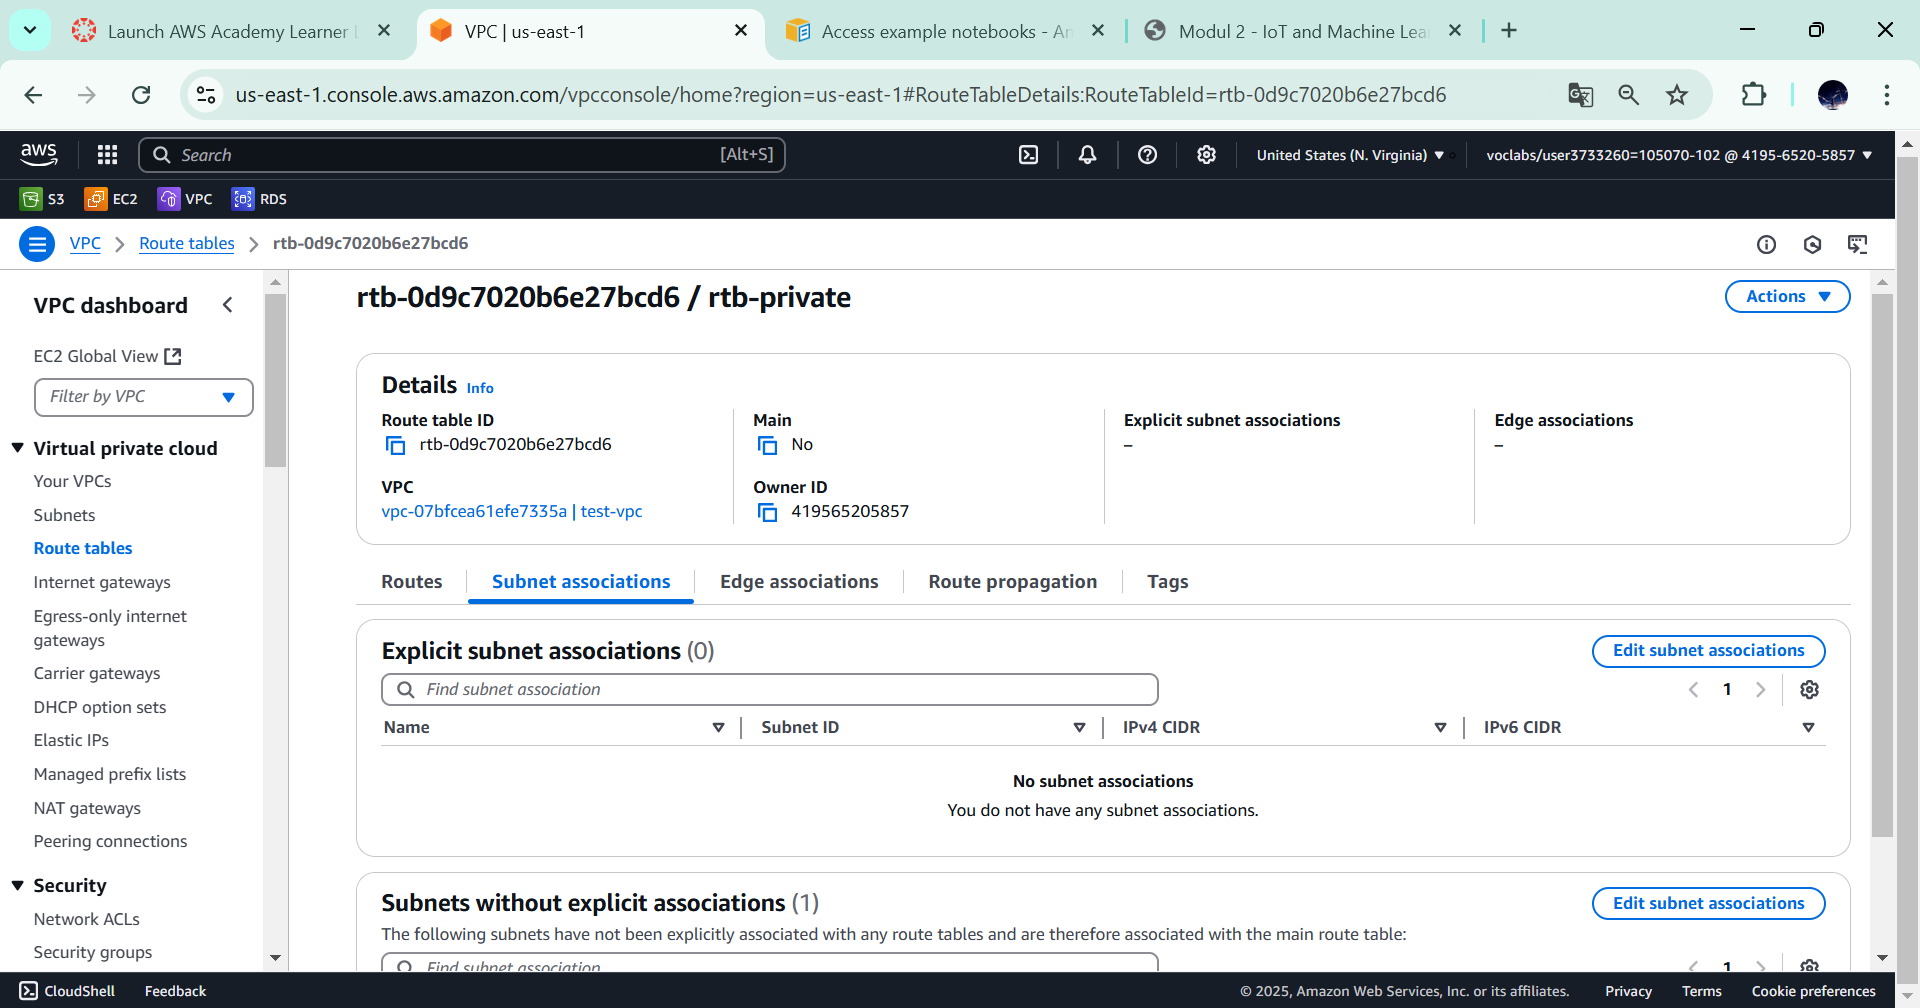 Launch AWS Academy Learner L
VPC | us-east-1
Access example notebooks - Am
Modul 2 - IoT and Machine Lea
us-east-1.console.aws.amazon.com/vpcconsole/home?region=us-east-1#RouteTableDetails:RouteTableId=rtb-0d9c7020b6e27bcd6
aws
Search
[Alt+S]
United States (N. Virginia)
voclabs/user3733260=105070-102 @ 4195-6520-5857
S3
EC2
VPC
RDS
VPC
Route tables
rtb-0d9c7020b6e27bcd6
VPC dashboard
EC2 Global View
Filter by VPC
Virtual private cloud
Your VPCs
Subnets
Route tables
Internet gateways
Egress-only internet
gateways
Carrier gateways
DHCP option sets
Elastic IPs
Managed prefix lists
NAT gateways
Peering connections
Security
Network ACLs
Security groups
rtb-0d9c7020b6e27bcd6 / rtb-private
Actions
Details Info
Route table ID
rtb-0d9c7020b6e27bcd6
Main
No
Explicit subnet associations
–
Edge associations
–
VPC
vpc-07bfcea61efe7335a | test-vpc
Owner ID
419565205857
Routes
Subnet associations
Edge associations
Route propagation
Tags
Explicit subnet associations (0)
Edit subnet associations
Find subnet association
1
Name
Subnet ID
IPv4 CIDR
IPv6 CIDR
No subnet associations
You do not have any subnet associations.
Subnets without explicit associations (1)
Edit subnet associations
The following subnets have not been explicitly associated with any route tables and are therefore associated with the main route table:
Find subnet association
1
CloudShell
Feedback
© 2025, Amazon Web Services, Inc. or its affiliates.
Privacy
Terms
Cookie preferences